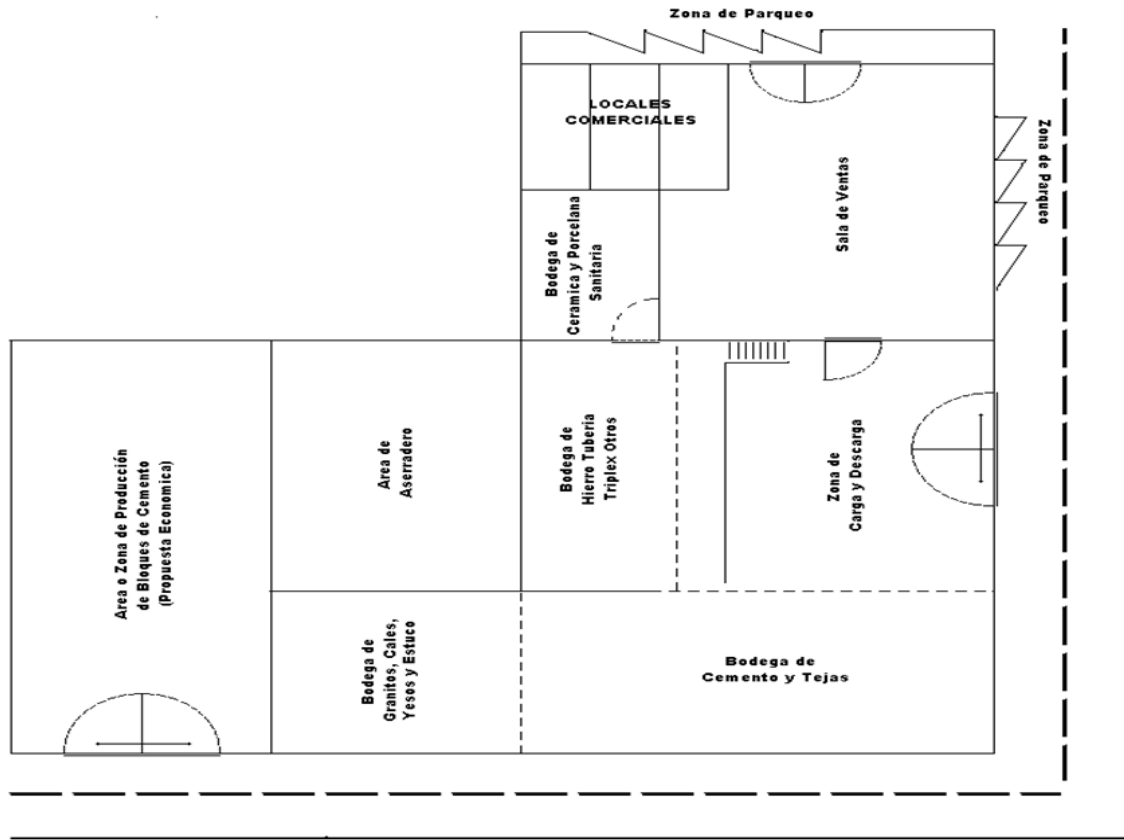 Zona de Parqueo
LOCALES
COMERCIALES
Zona de Parqueo
Sala de Ventas
Bodega de
Ceramica y Porcelana
Sanitaria
Area o Zona de Producción
de Bloques de Cemento
(Propuesta Economica)
Area de
Aserradero
Bodega de
Hierro Tuberia
Triplex Otros
Zona de
Carga y Descarga
Bodega de
Granitos, Cales,
Yesos y Estuco
Bodega de
Cemento y Tejas